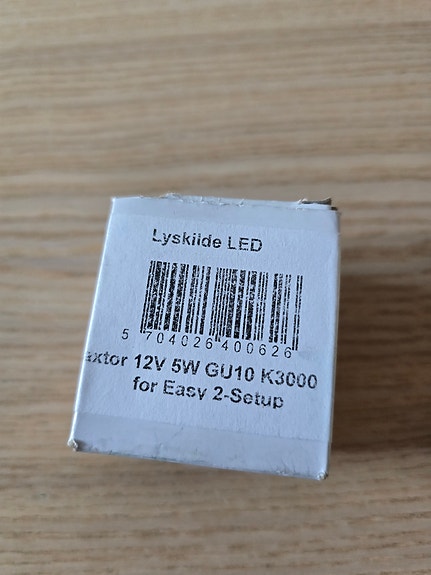 Lyskilde LED
5 704026 400626
axtor 12V 5W GU10 K3000
for Easy 2-Setup